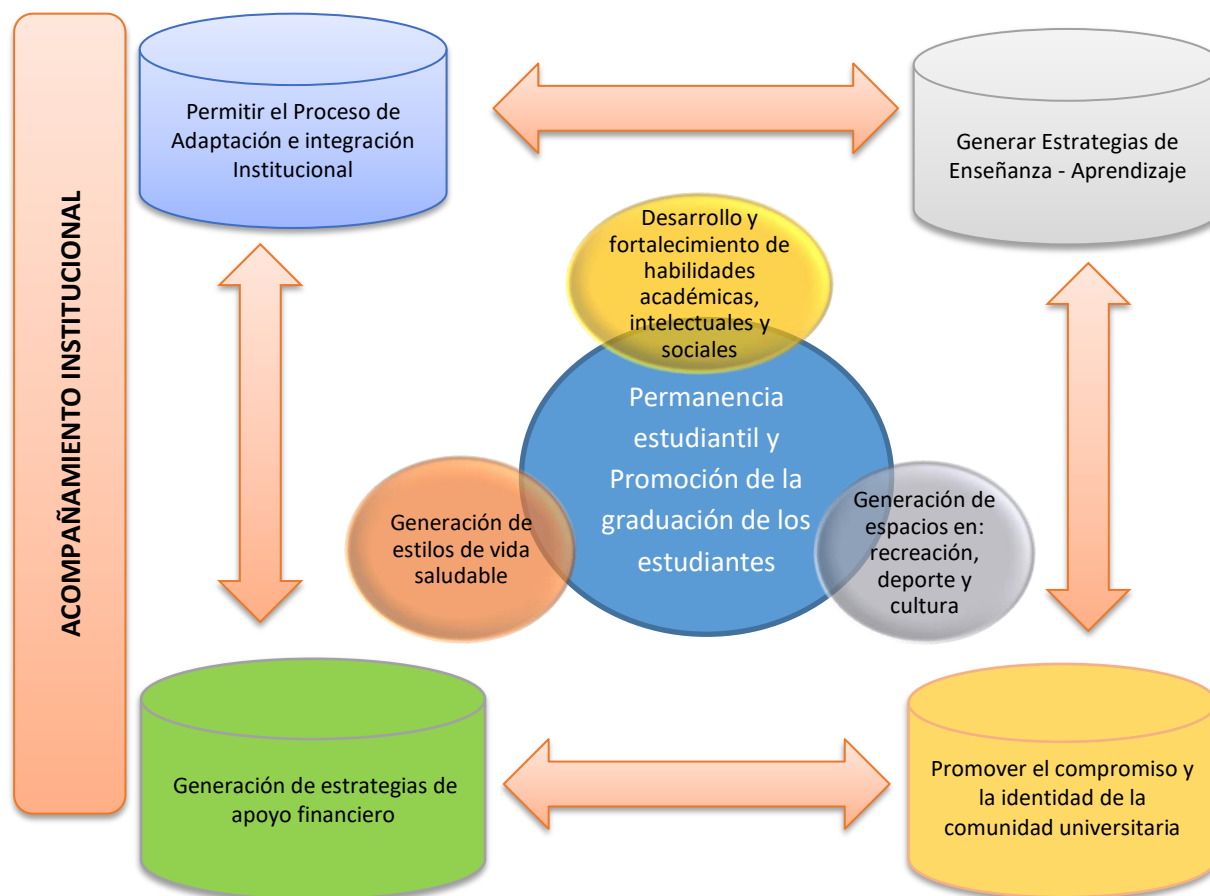 ACOMPAÑAMIENTO INSTITUCIONAL
Permitir el Proceso de
Adaptación e integración
Institucional
Generar Estrategias de
Enseñanza - Aprendizaje
Desarrollo y
fortalecimiento de
habilidades
académicas,
intelectuales y
sociales
Permanencia
estudiantil y
Promoción de la
graduación de los
estudiantes
Generación de
estilos de vida
saludable
Generación de
espacios en:
recreación,
deporte y
cultura
Generación de estrategias de
apoyo financiero
Promover el compromiso y
la identidad de la
comunidad universitaria